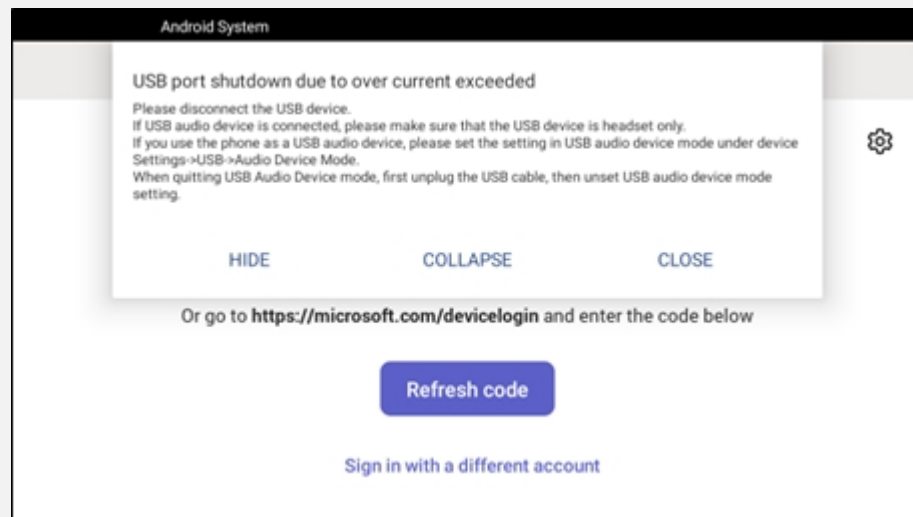 Android System
USB port shutdown due to over current exceeded
Please disconnect the USB device.
If USB audio device is connected, please make sure that the USB device is headset only.
If you use the phone as a USB audio device, please set the setting in USB audio device mode under device
Settings->USB->Audio Device Mode.
When quitting USB Audio Device mode, first unplug the USB cable, then unset USB audio device mode
setting.
HIDE COLLAPSE CLOSE
Or go to https://microsoft.com/devicelogin and enter the code below
Refresh code
Sign in with a different account